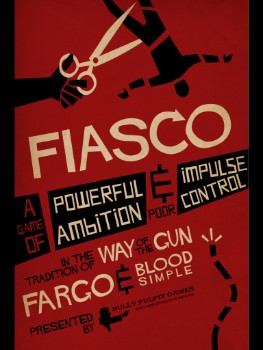 FIASCO
A GAME OF
POWERFUL AMBITION
& POOR
IMPULSE CONTROL
IN THE TRADITION OF
WAY OF THE GUN
FARGO & BLOOD SIMPLE
PRESENTED BY
BULLY PULPIT GAMES